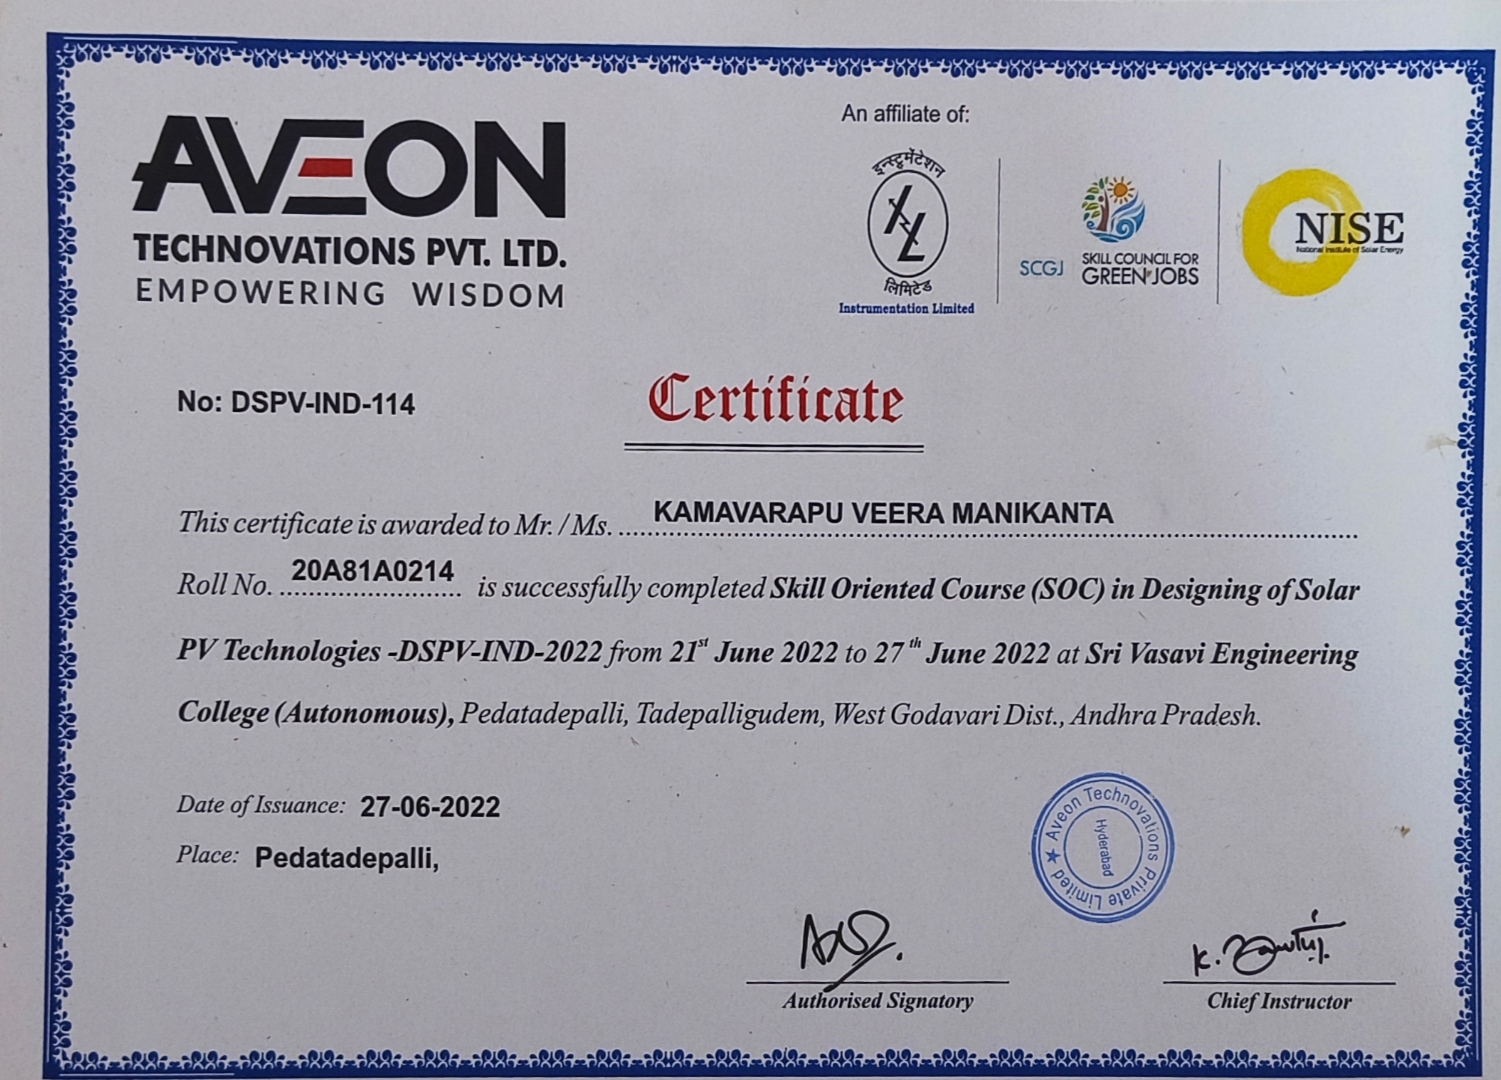 AVEON
TECHNOVATIONS PVT. LTD.
EMPOWERING WISDOM
An affiliate of:
इन्स्ट्रूमेंटेशन
IL
लिमिटेड
Instrumentation Limited
SCGJ
SKILL COUNCIL FOR
GREEN JOBS
NISE
National Institute of Solar Energy
No: DSPV-IND-114
Certificate
This certificate is awarded to Mr. / Ms. KAMAVARAPU VEERA MANIKANTA
Roll No. 20A81A0214 is successfully completed Skill Oriented Course (SOC) in Designing of Solar
PV Technologies -DSPV-IND-2022 from 21st June 2022 to 27th June 2022 at Sri Vasavi Engineering
College (Autonomous), Pedatadepalli, Tadepalligudem, West Godavari Dist., Andhra Pradesh.
Date of Issuance: 27-06-2022
Place: Pedatadepalli,
Aveon Technovations Private Limited
Hyderabad
Authorised Signatory
Chief Instructor